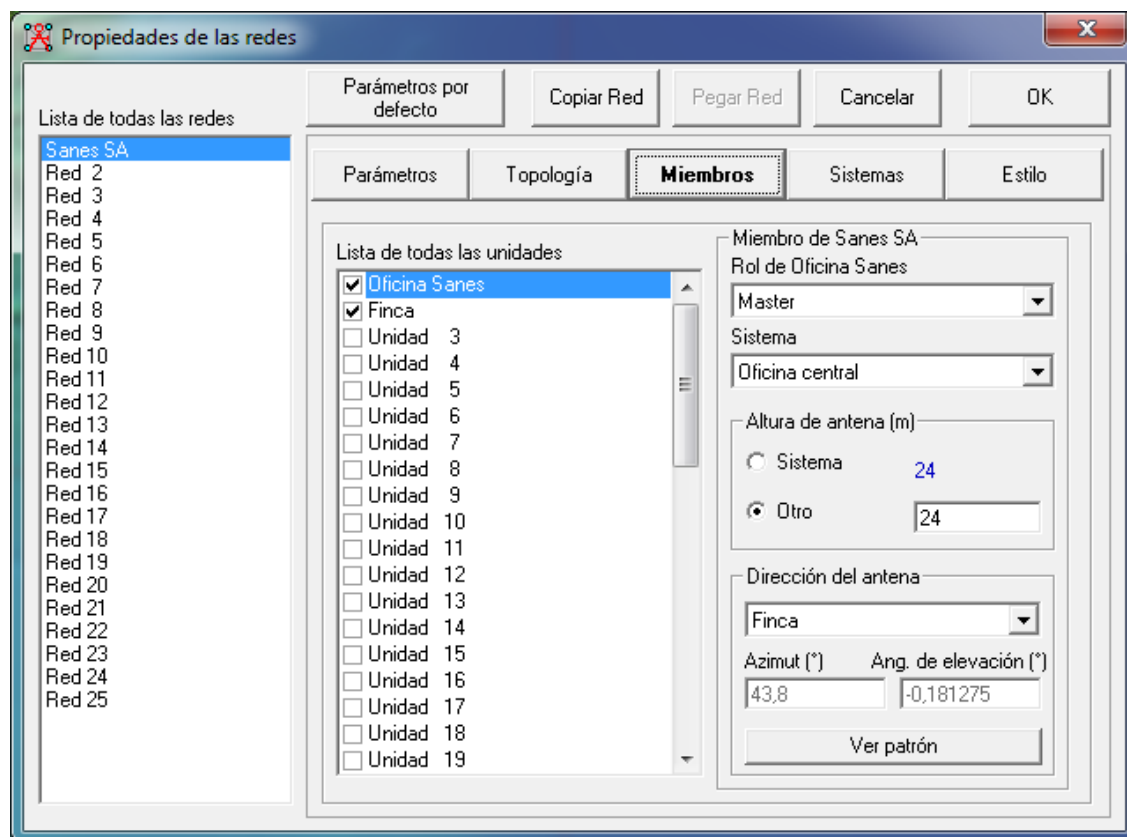 Propiedades de las redes
Lista de todas las redes
Sanes SA
Red 2
Red 3
Red 4
Red 5
Red 6
Red 7
Red 8
Red 9
Red 10
Red 11
Red 12
Red 13
Red 14
Red 15
Red 16
Red 17
Red 18
Red 19
Red 20
Red 21
Red 22
Red 23
Red 24
Red 25
Parámetros por
defecto
Copiar Red
Pegar Red
Cancelar
OK
Parámetros
Topología
Miembros
Sistemas
Estilo
Lista de todas las unidades
Oficina Sanes
Finca
Unidad 3
Unidad 4
Unidad 5
Unidad 6
Unidad 7
Unidad 8
Unidad 9
Unidad 10
Unidad 11
Unidad 12
Unidad 13
Unidad 14
Unidad 15
Unidad 16
Unidad 17
Unidad 18
Unidad 19
Miembro de Sanes SA
Rol de Oficina Sanes
Master
Sistema
Oficina central
Altura de antena (m)
Sistema 24
Otro 24
Dirección del antena
Finca
Azimut (°) Ang. de elevación (°)
43,8 -0,181275
Ver patrón